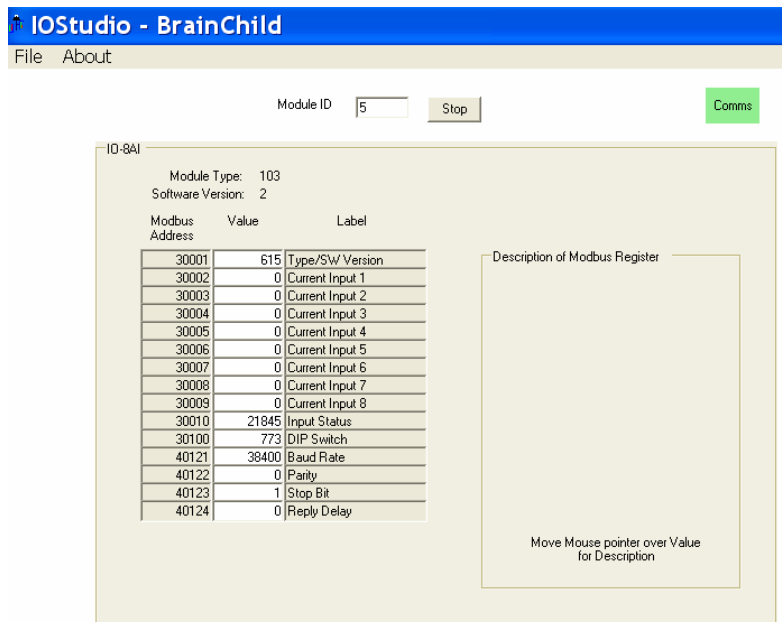 IOStudio - BrainChild
File About
Module ID 5 Stop Comms
IO-8AI
Module Type: 103
Software Version: 2
Modbus Address Value Label
30001 615 Type/SW Version
30002 0 Current Input 1
30003 0 Current Input 2
30004 0 Current Input 3
30005 0 Current Input 4
30006 0 Current Input 5
30007 0 Current Input 6
30008 0 Current Input 7
30009 0 Current Input 8
30010 21845 Input Status
30100 773 DIP Switch
40121 38400 Baud Rate
40122 0 Parity
40123 1 Stop Bit
40124 0 Reply Delay
Description of Modbus Register
Move Mouse pointer over Value
for Description